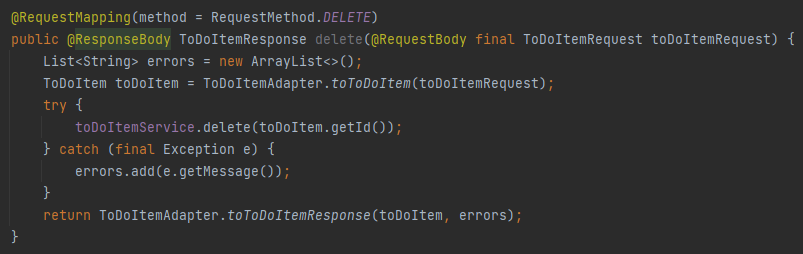 @RequestMapping(method = RequestMethod.DELETE)
public @ResponseBody ToDoItemResponse delete(@RequestBody final ToDoItemRequest toDoItemRequest) {
    List<String> errors = new ArrayList<>();
    ToDoItem toDoItem = ToDoItemAdapter.toToDoItem(toDoItemRequest);
    try {
        toDoItemService.delete(toDoItem.getId());
    } catch (final Exception e) {
        errors.add(e.getMessage());
    }
    return ToDoItemAdapter.toToDoItemResponse(toDoItem, errors);
}